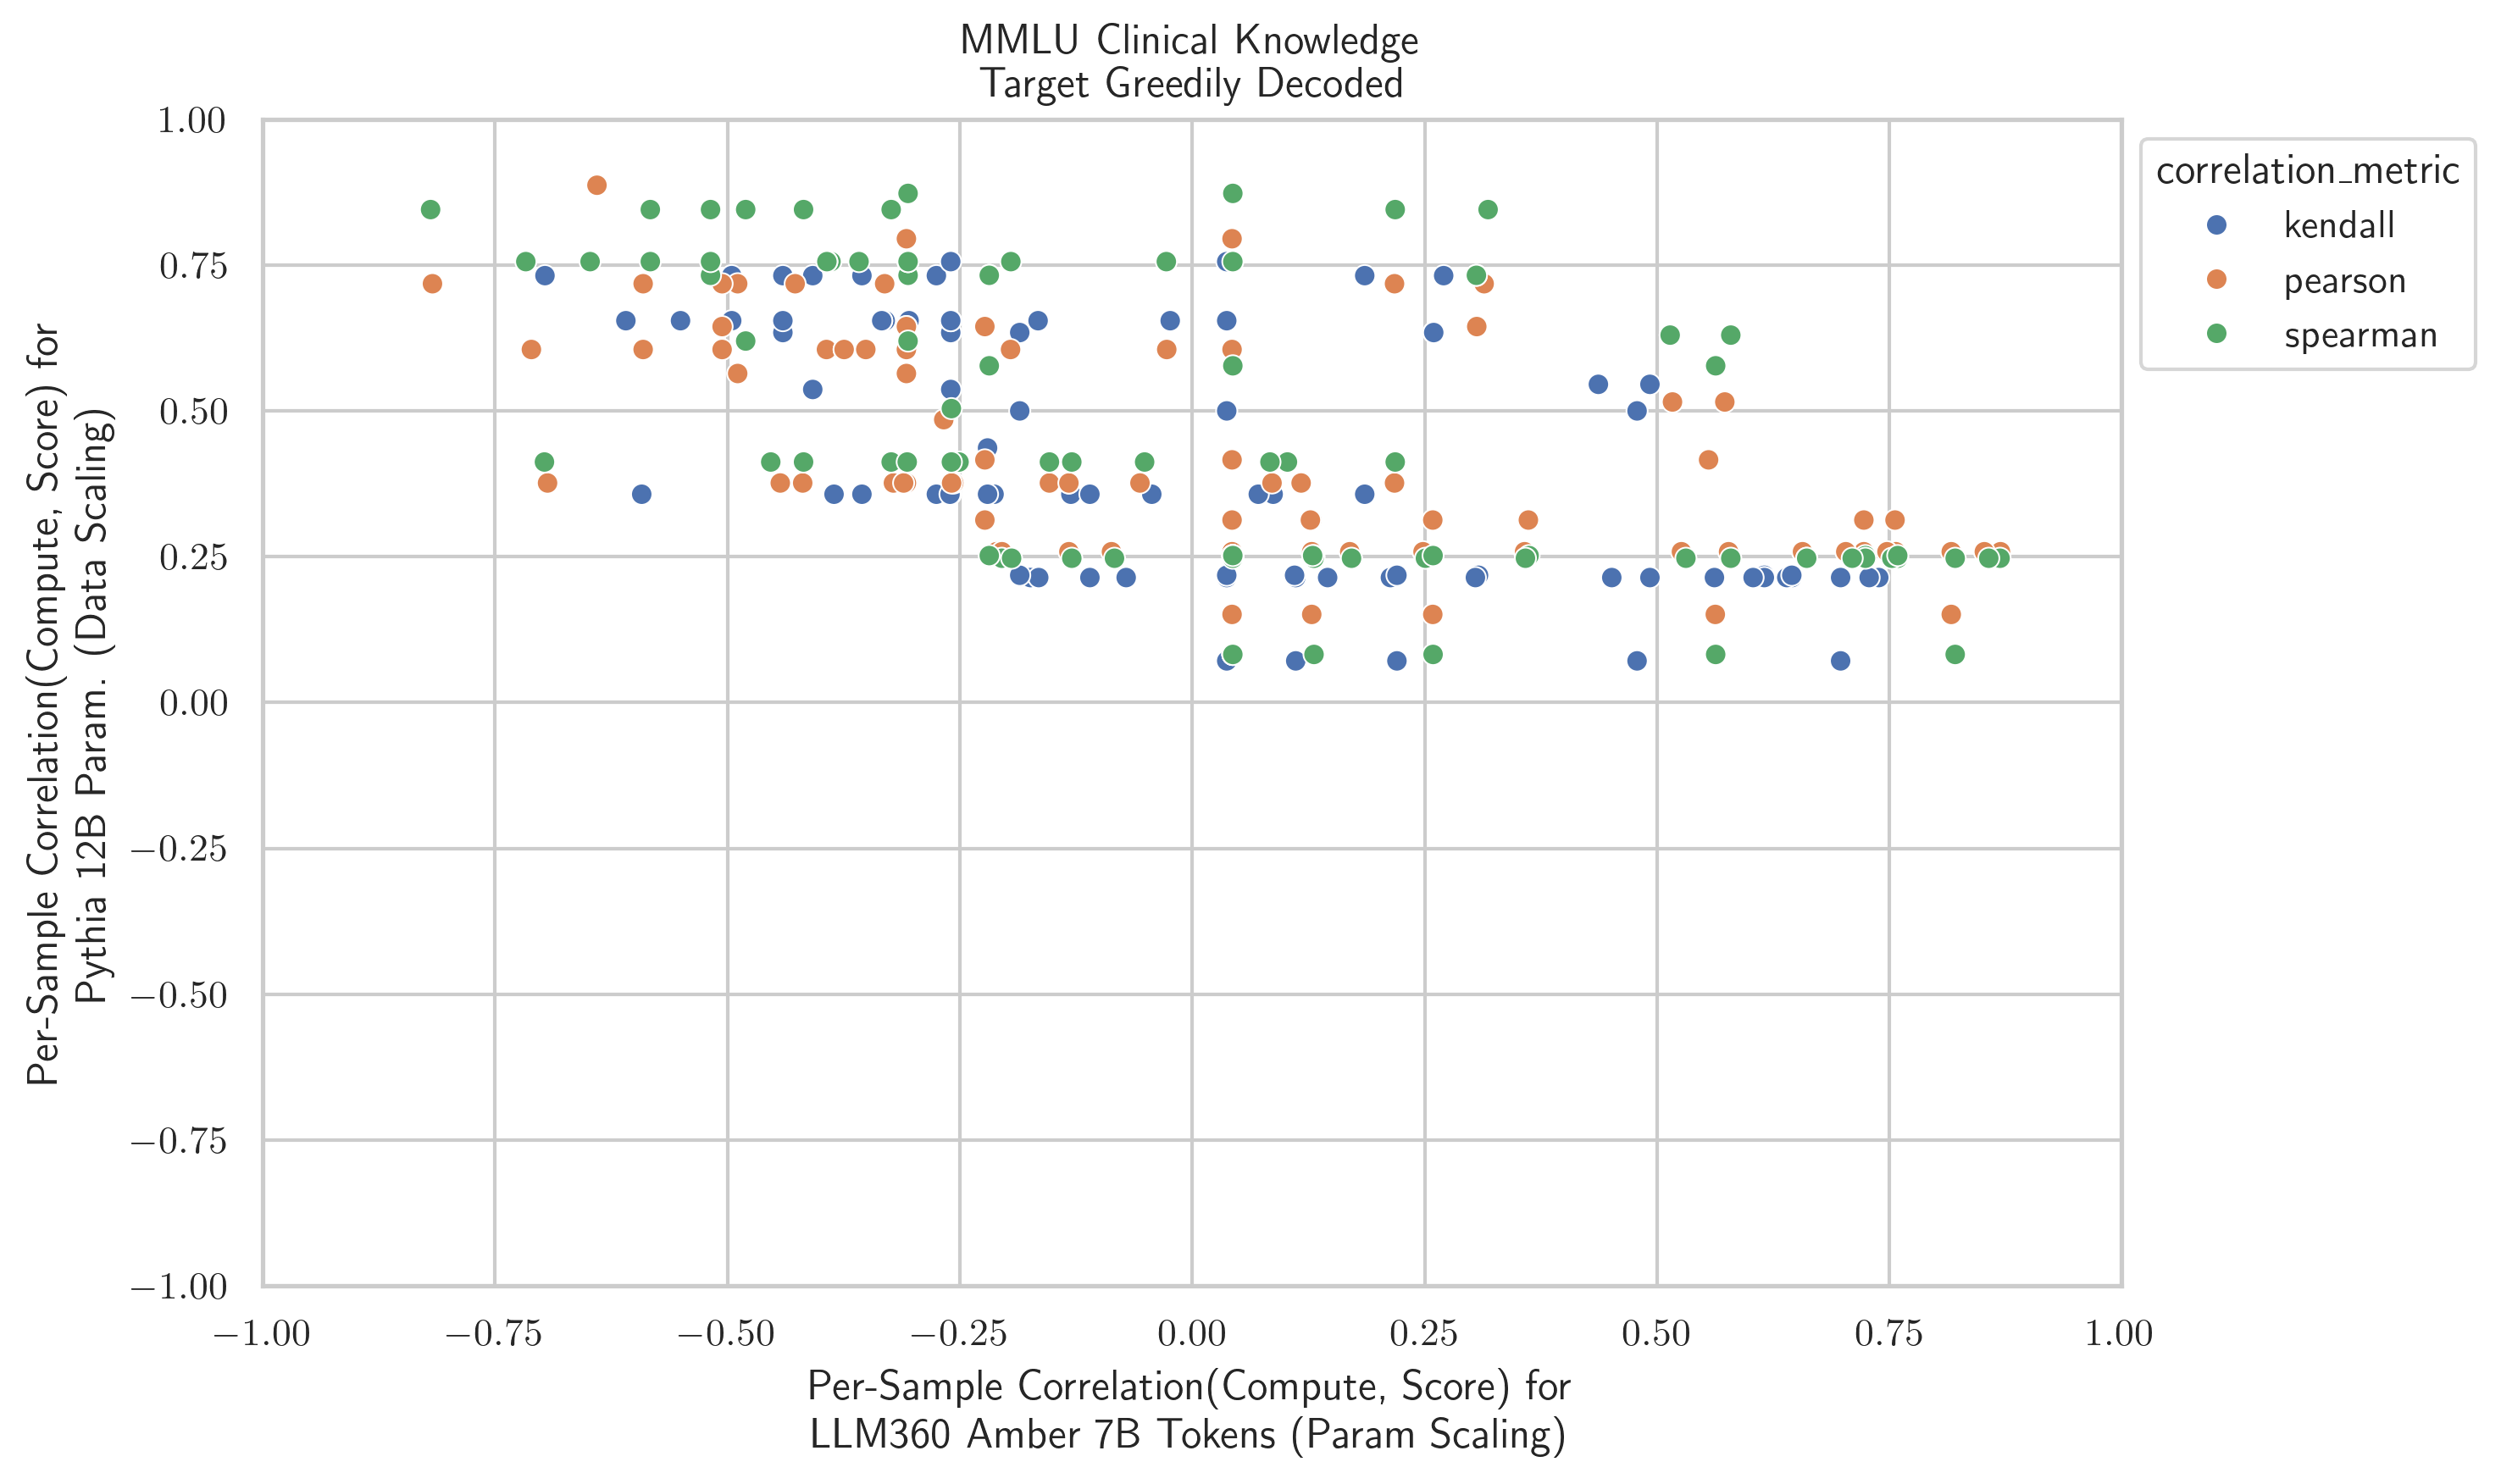 MMLU Clinical Knowledge
Target Greedily Decoded
Per-Sample Correlation(Compute, Score) for
Pythia 12B Param. (Data Scaling)
1.00
0.75
0.50
0.25
0.00
−0.25
−0.50
−0.75
−1.00
−1.00 −0.75 −0.50 −0.25 0.00 0.25 0.50 0.75 1.00
Per-Sample Correlation(Compute, Score) for
LLM360 Amber 7B Tokens (Param Scaling)
correlation_metric
kendall
pearson
spearman